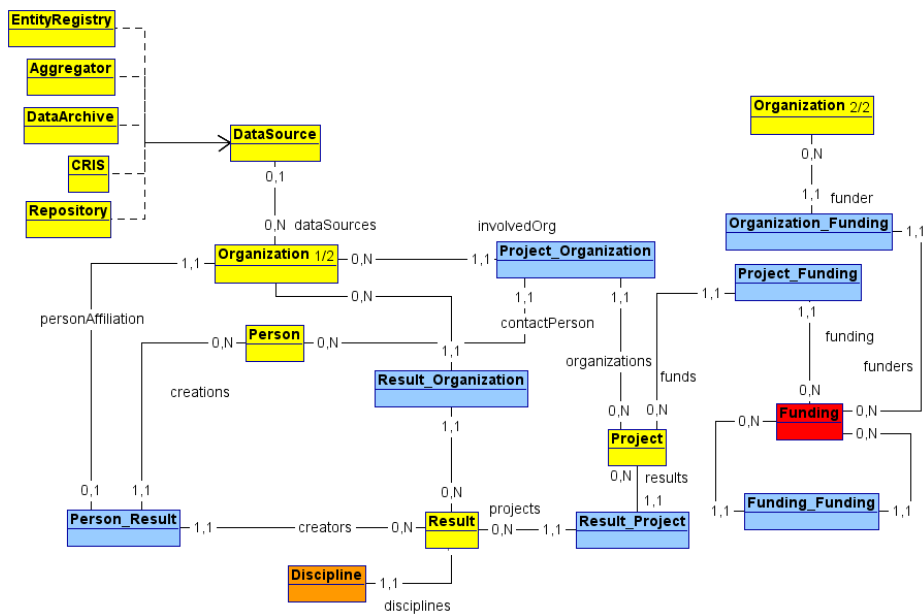 EntityRegistry
Aggregator
DataArchive
CRIS
Repository
DataSource
0,1
0,N
dataSources
Organization 1/2
1,1
0,N
0,N
involvedOrg
1,1
Project_Organization
1,1
1,1
contactPerson
organizations
personAffiliation
Person
0,N
0,N
creations
1,1
Result_Organization
1,1
0,N
0,1
1,1
Person_Result
1,1
creators
0,N
Result
projects
0,N
1,1
Result_Project
1,1
results
0,N
Project
0,N
0,N
funds
Discipline
1,1
disciplines
Organization 2/2
0,N
1,1
funder
Organization_Funding
1,1
Project_Funding
1,1
1,1
funding
funders
0,N
Funding
0,N
0,N
0,N
Funding_Funding
1,1
1,1